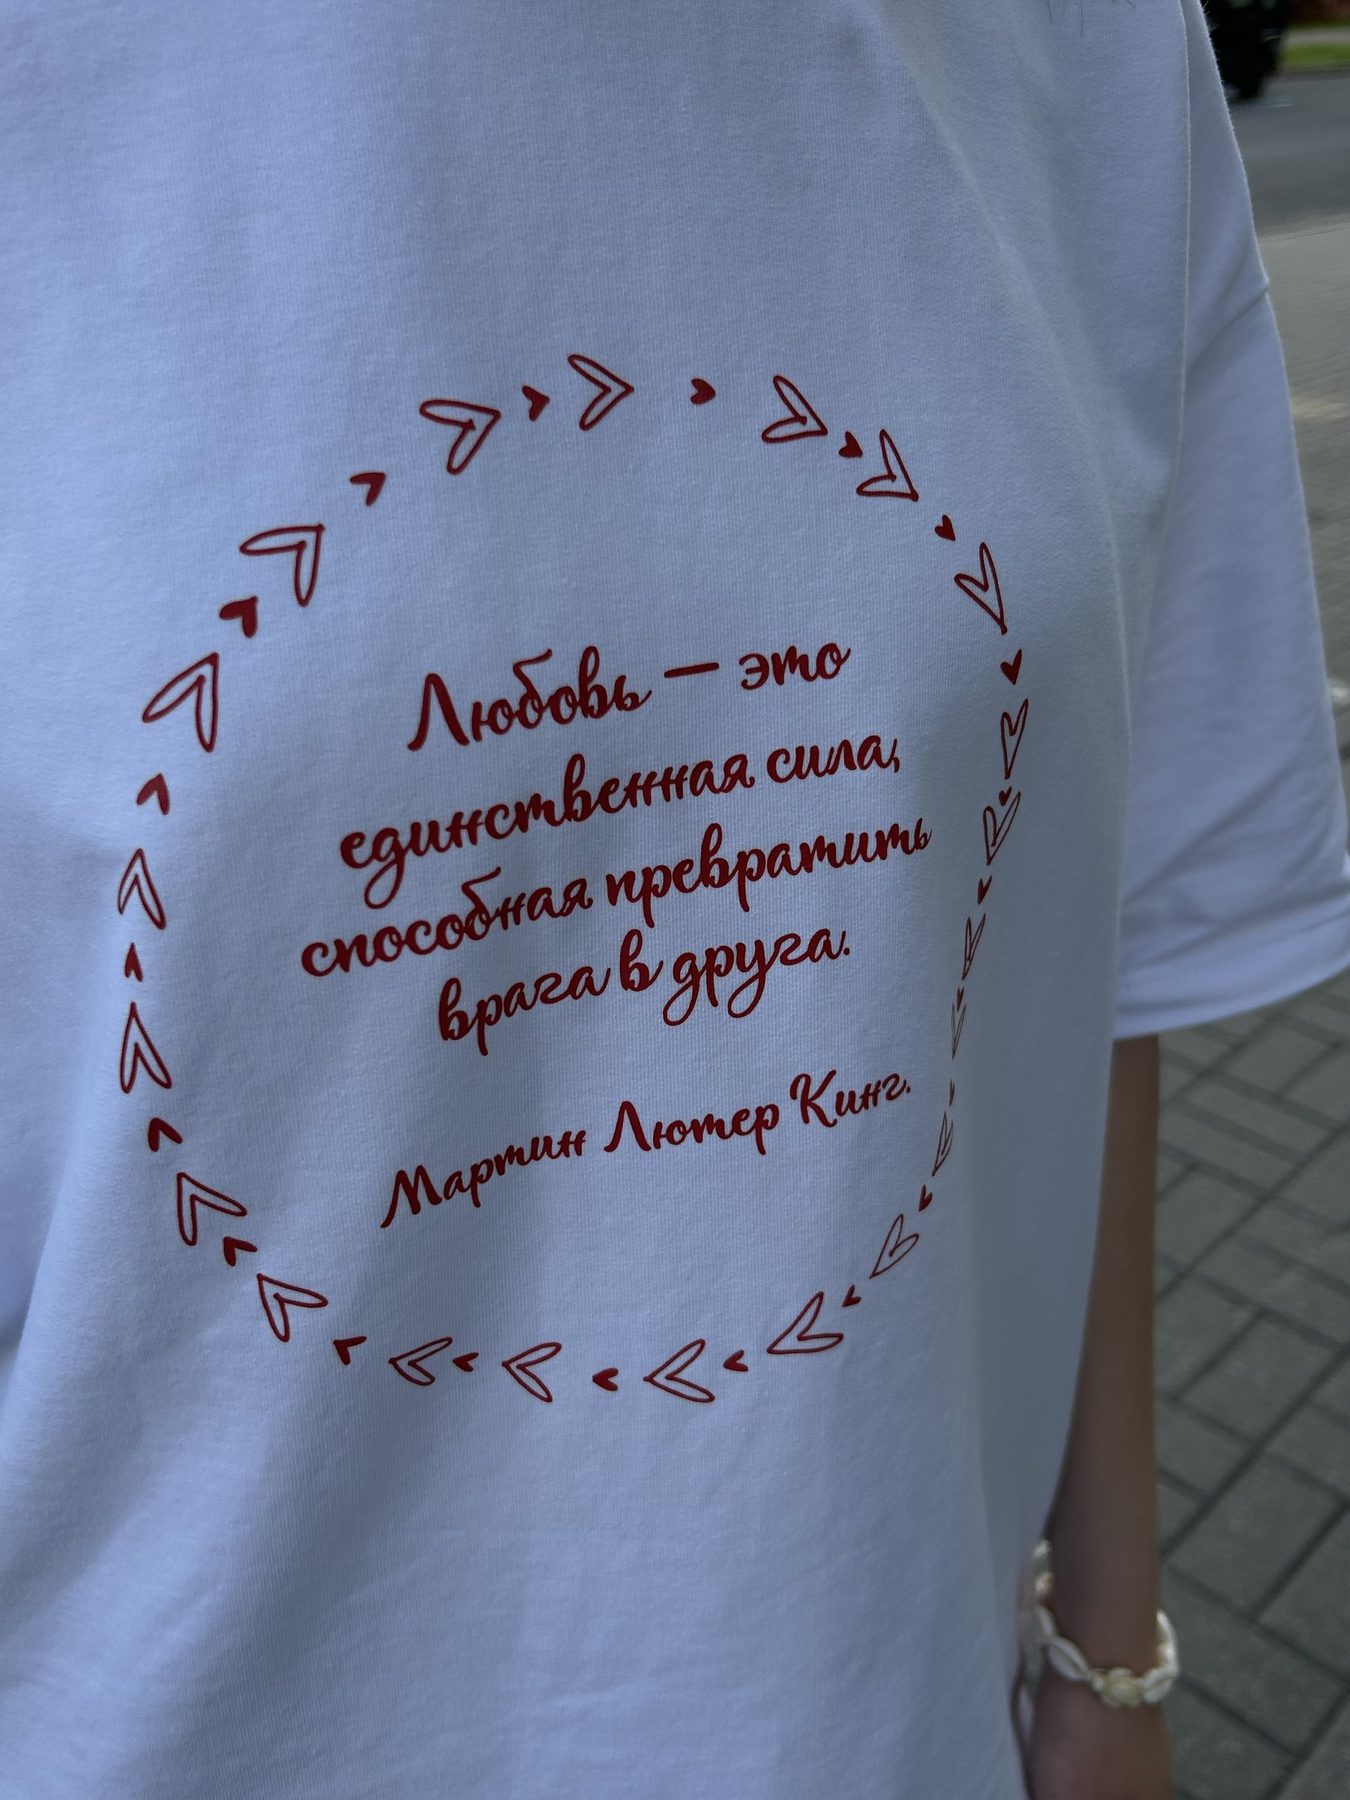 Любовь — это
единственная сила,
способная превратить
врага в друга.
Мартин Лютер Кинг.